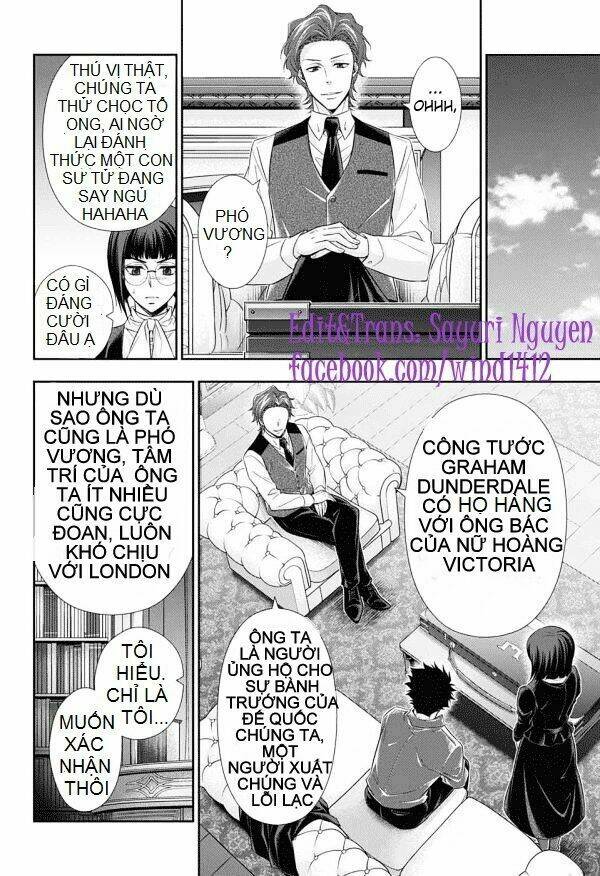 ...
OHHH,
PHÓ
VƯƠNG
?
THÚ VỊ THẬT,
CHÚNG TA
THỬ CHỌC TỔ
ONG, AI NGỜ
LẠI ĐÁNH
THỨC MỘT CON
SƯ TỬ ĐANG
SAY NGỦ
HAHAHA
CÓ GÌ
ĐÁNG
CƯỜI
ĐÂU Ạ
Edit&Trans. Sayuri Nguyen
facebook.com/wind1412
CÔNG TƯỚC
GRAHAM
DUNDERDALE
CÓ HỌ HÀNG
VỚI ÔNG BÁC
CỦA NỮ HOÀNG
VICTORIA
ÔNG TA
LÀ NGƯỜI
ỦNG HỘ CHO
SỰ BÀNH
TRƯỚNG CỦA
ĐẾ QUỐC
CHÚNG TA,
MỘT
NGƯỜI XUẤT
CHÚNG VÀ
LỖI LẠC
NHƯNG DÙ
SAO ÔNG TA
CŨNG LÀ PHÓ
VƯƠNG, TÂM
TRÍ CỦA ÔNG
TA ÍT NHIỀU
CŨNG CỰC
ĐOAN, LUÔN
KHÓ CHỊU
VỚI LONDON
TÔI
HIỂU.
CHỈ LÀ
TÔI...
MUỐN
XÁC
NHẬN
THÔI